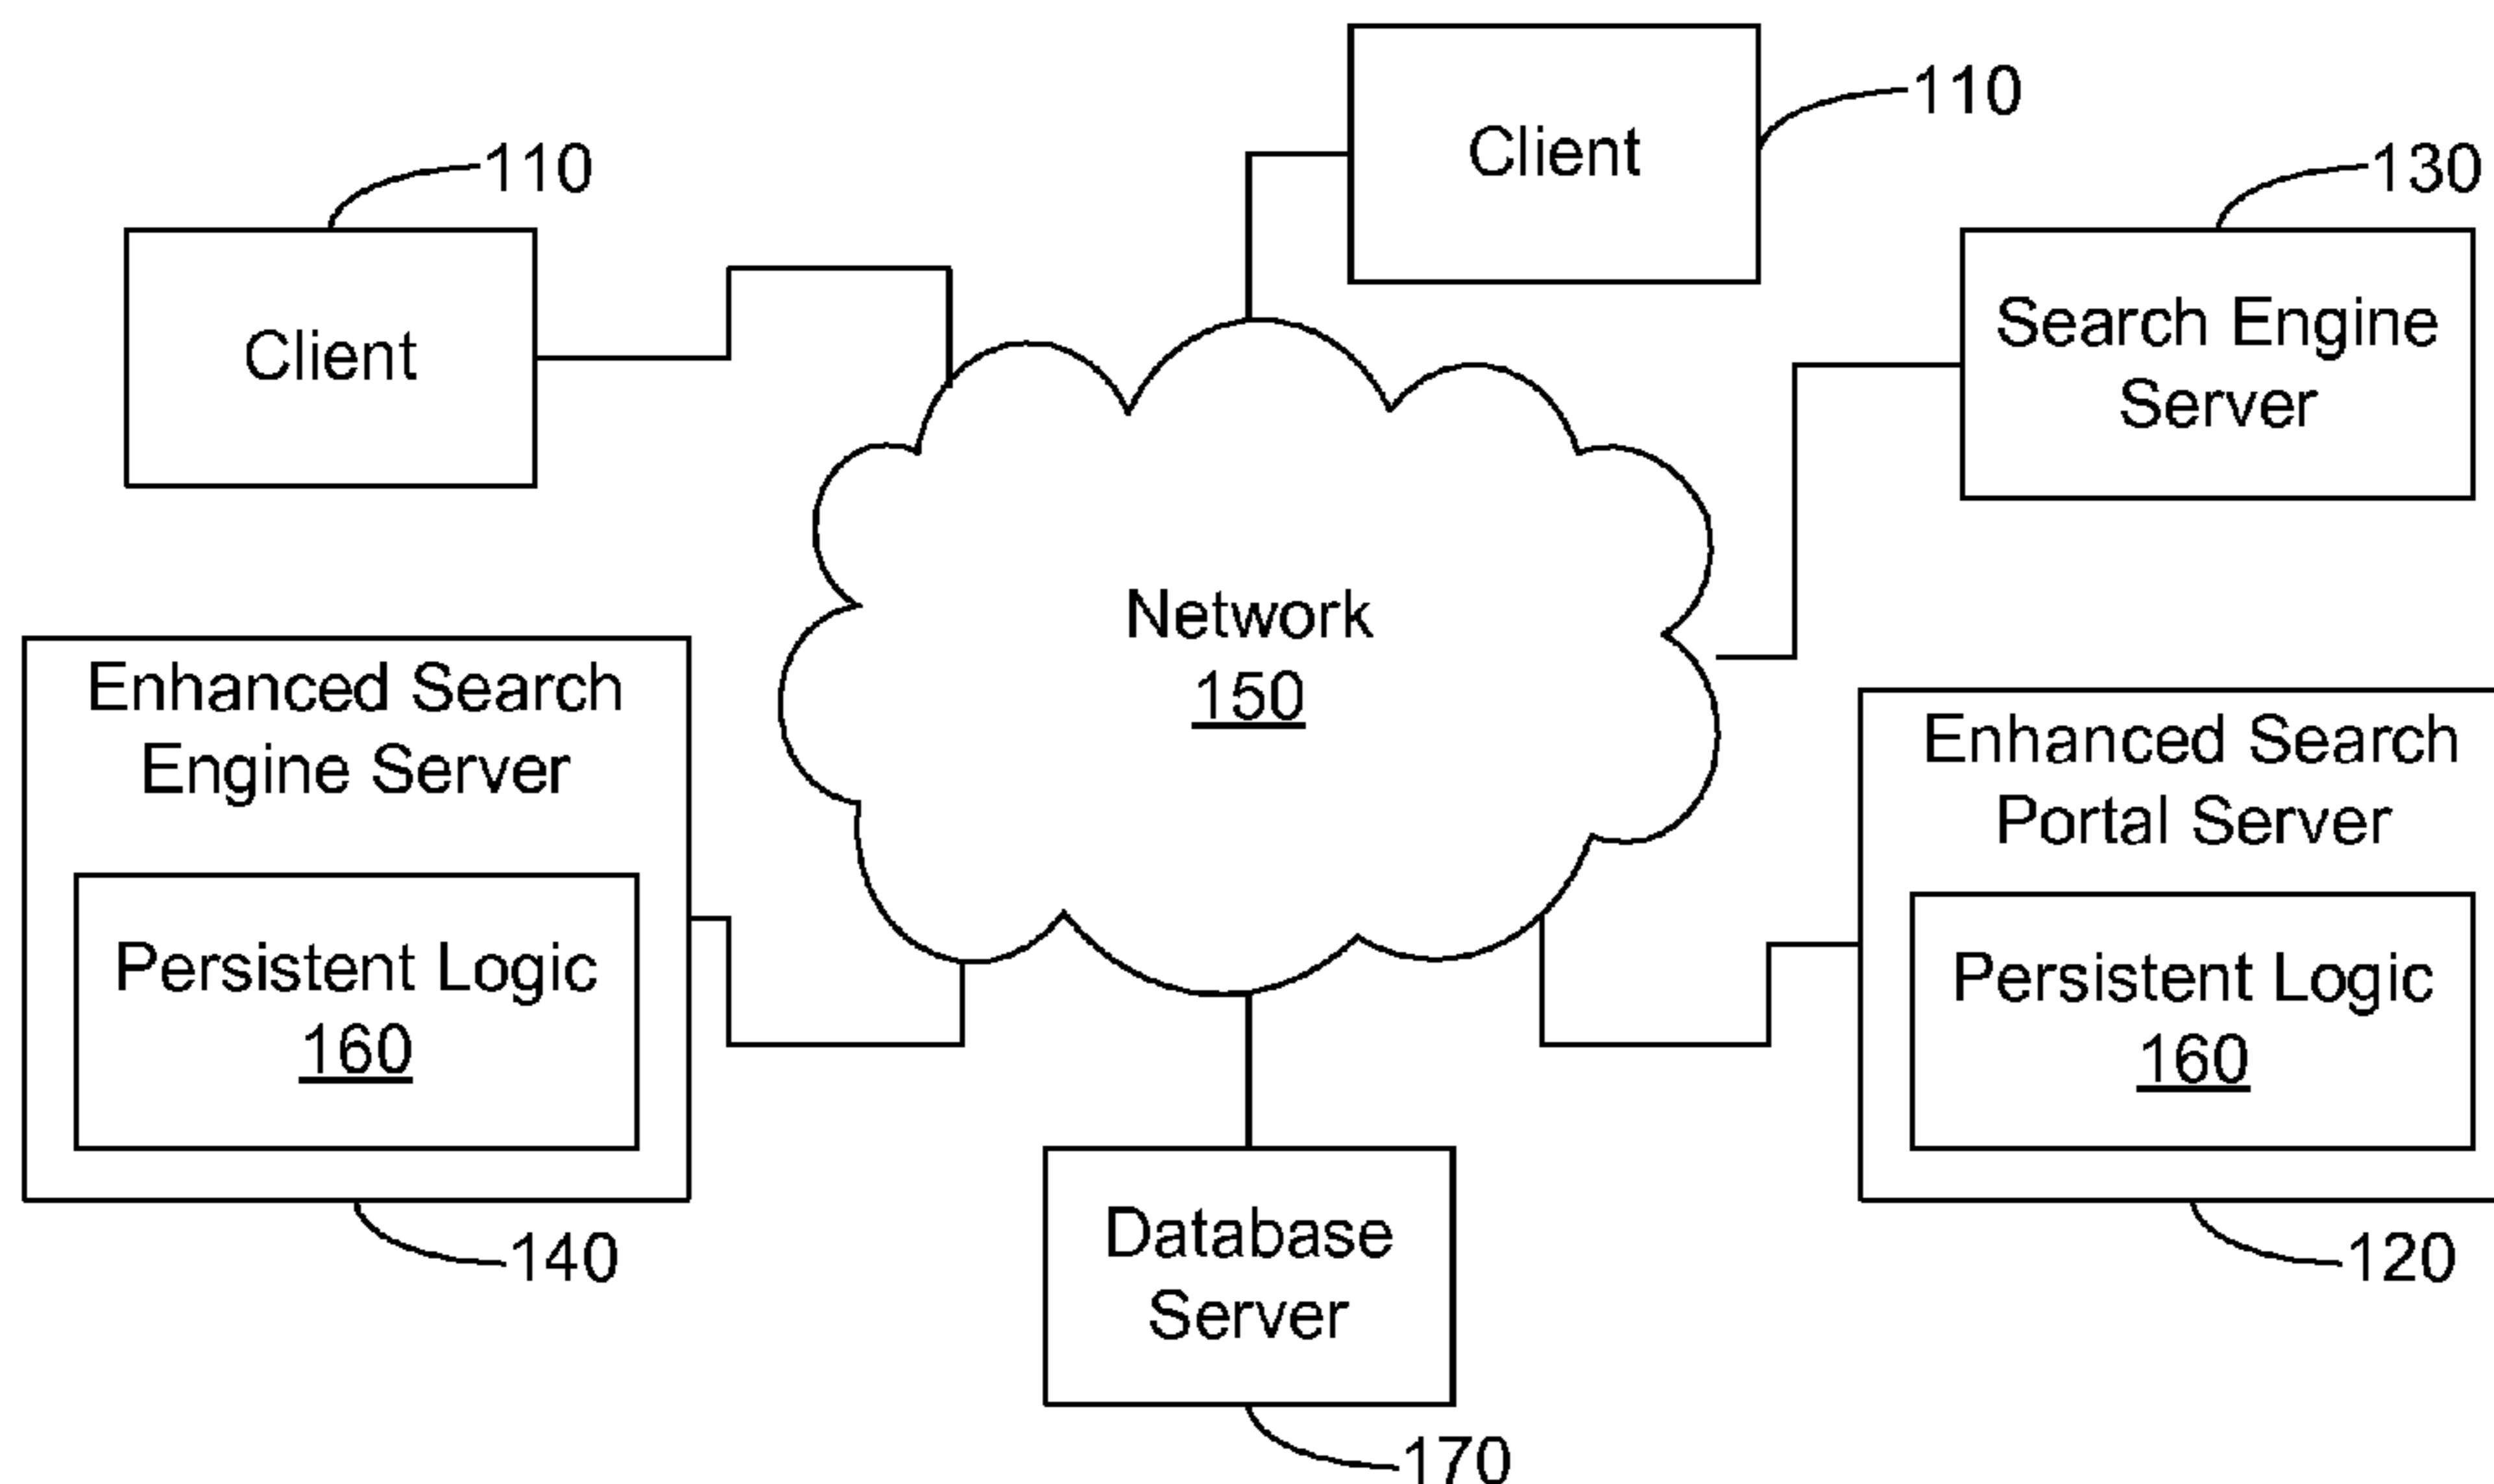 110
Client
Client
110
130
Search Engine
Server
Network
150
Enhanced Search
Engine Server
Persistent Logic
160
140
Enhanced Search
Portal Server
Persistent Logic
160
120
Database
Server
170